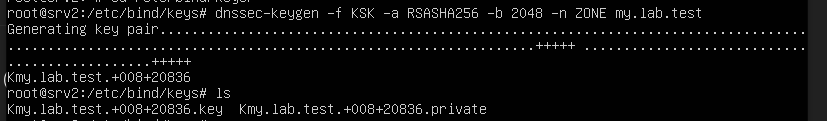 root@srv2:/etc/bind/keys# dnssec-keygen -f KSK -a RSASHA256 -b 2048 -n ZONE my.lab.test
Generating key pair.................................................................................
..................................................................+++++ ............................
..................+++++
Kmy.lab.test.+008+20836
root@srv2:/etc/bind/keys# ls
Kmy.lab.test.+008+20836.key  Kmy.lab.test.+008+20836.private